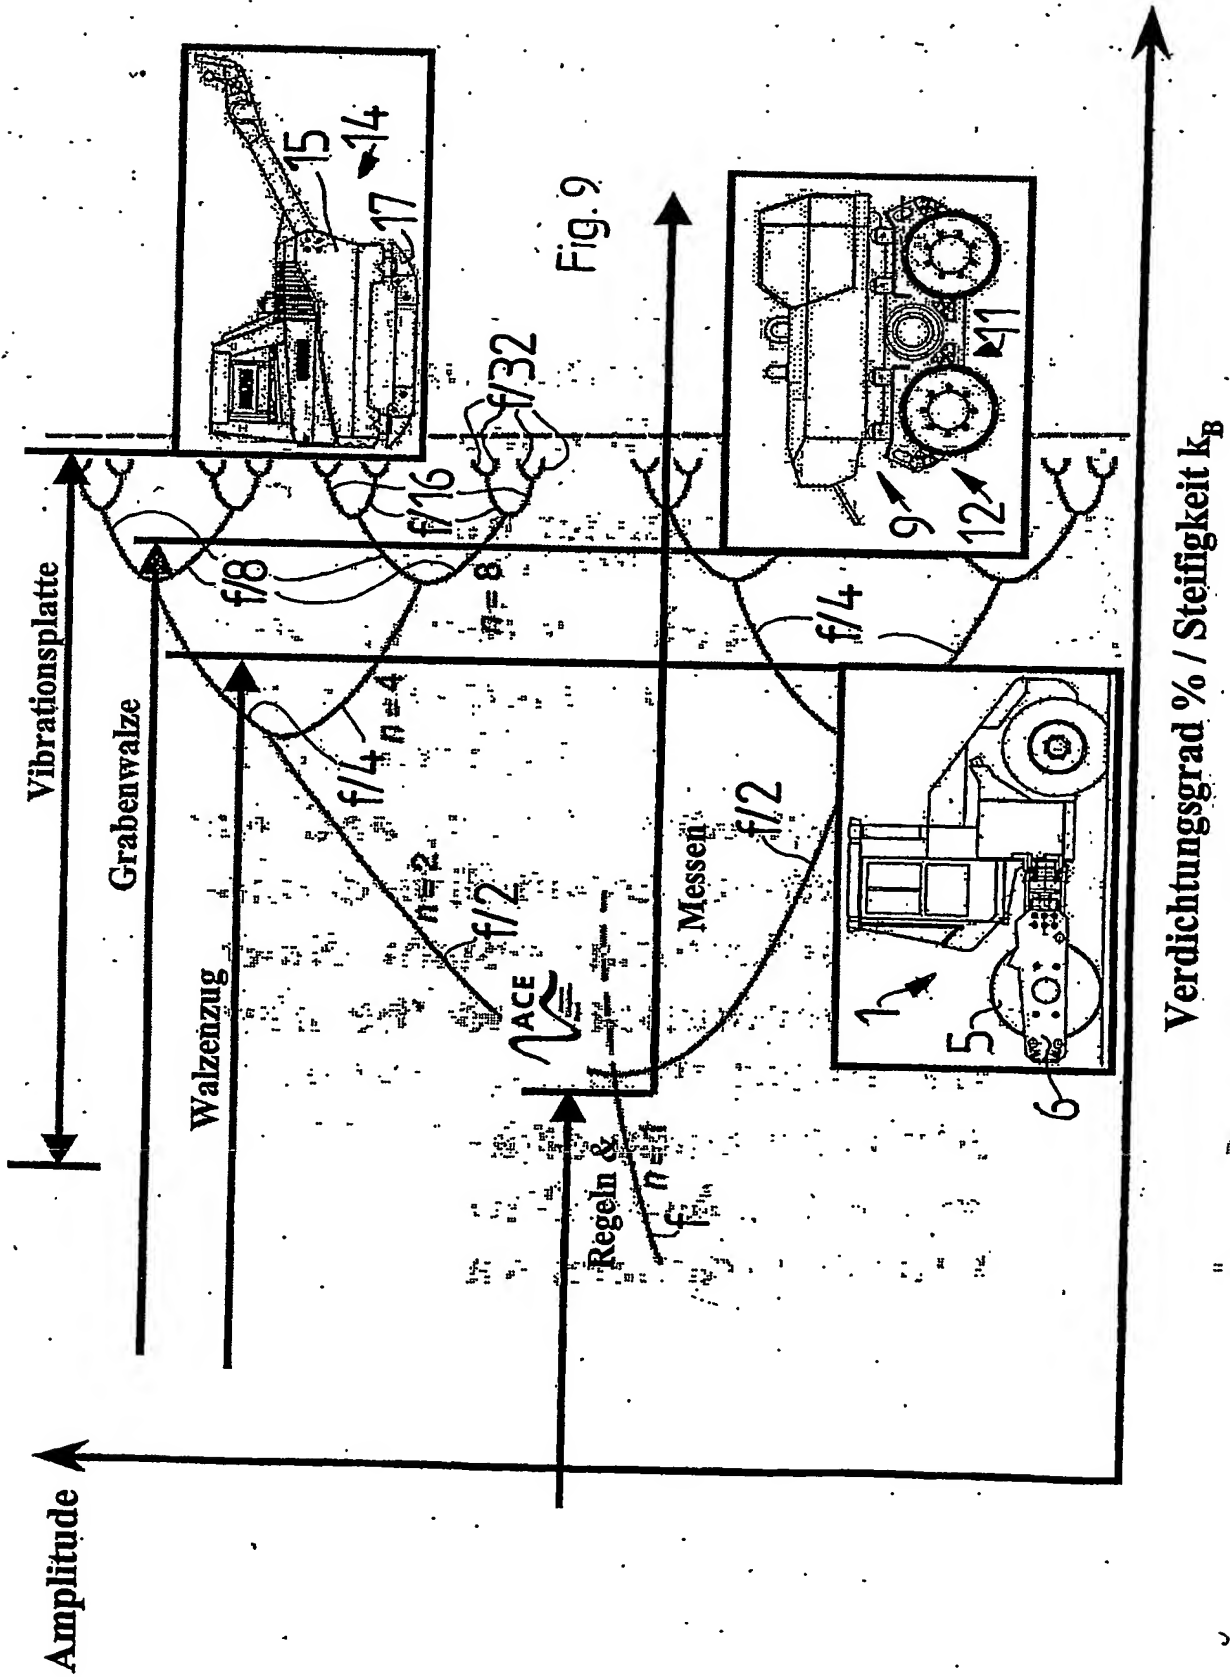 Amplitude
Vibrationsplatte
Grabenwalze
Walzenzug
15
14
17
Fig. 9
f/8
f/16
f/32
f/4
n=4
n=8
n=2
f/2
ACE
Regeln &
Messen
f
n=1
f/2
f/4
9
12
11
1
5
6
Verdichtungsgrad % / Steifigkeit kB